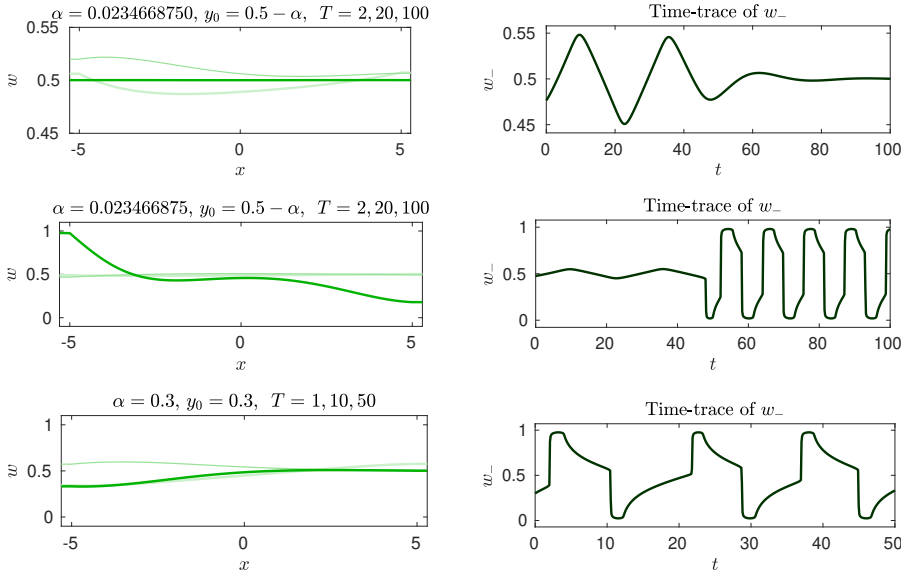 α = 0.0234668750, y₀ = 0.5 − α, T = 2, 20, 100
0.55
w
0.5
0.45
-5
0
5
x
Time-trace of w₋
0.55
w₋
0.5
0.45
0
20
40
60
80
100
t
α = 0.023466875, y₀ = 0.5 − α, T = 2, 20, 100
1
w
0.5
0
-5
0
5
x
Time-trace of w₋
1
w₋
0.5
0
0
20
40
60
80
100
t
α = 0.3, y₀ = 0.3, T = 1, 10, 50
1
w
0.5
0
-5
0
5
x
Time-trace of w₋
1
w₋
0.5
0
0
10
20
30
40
50
t